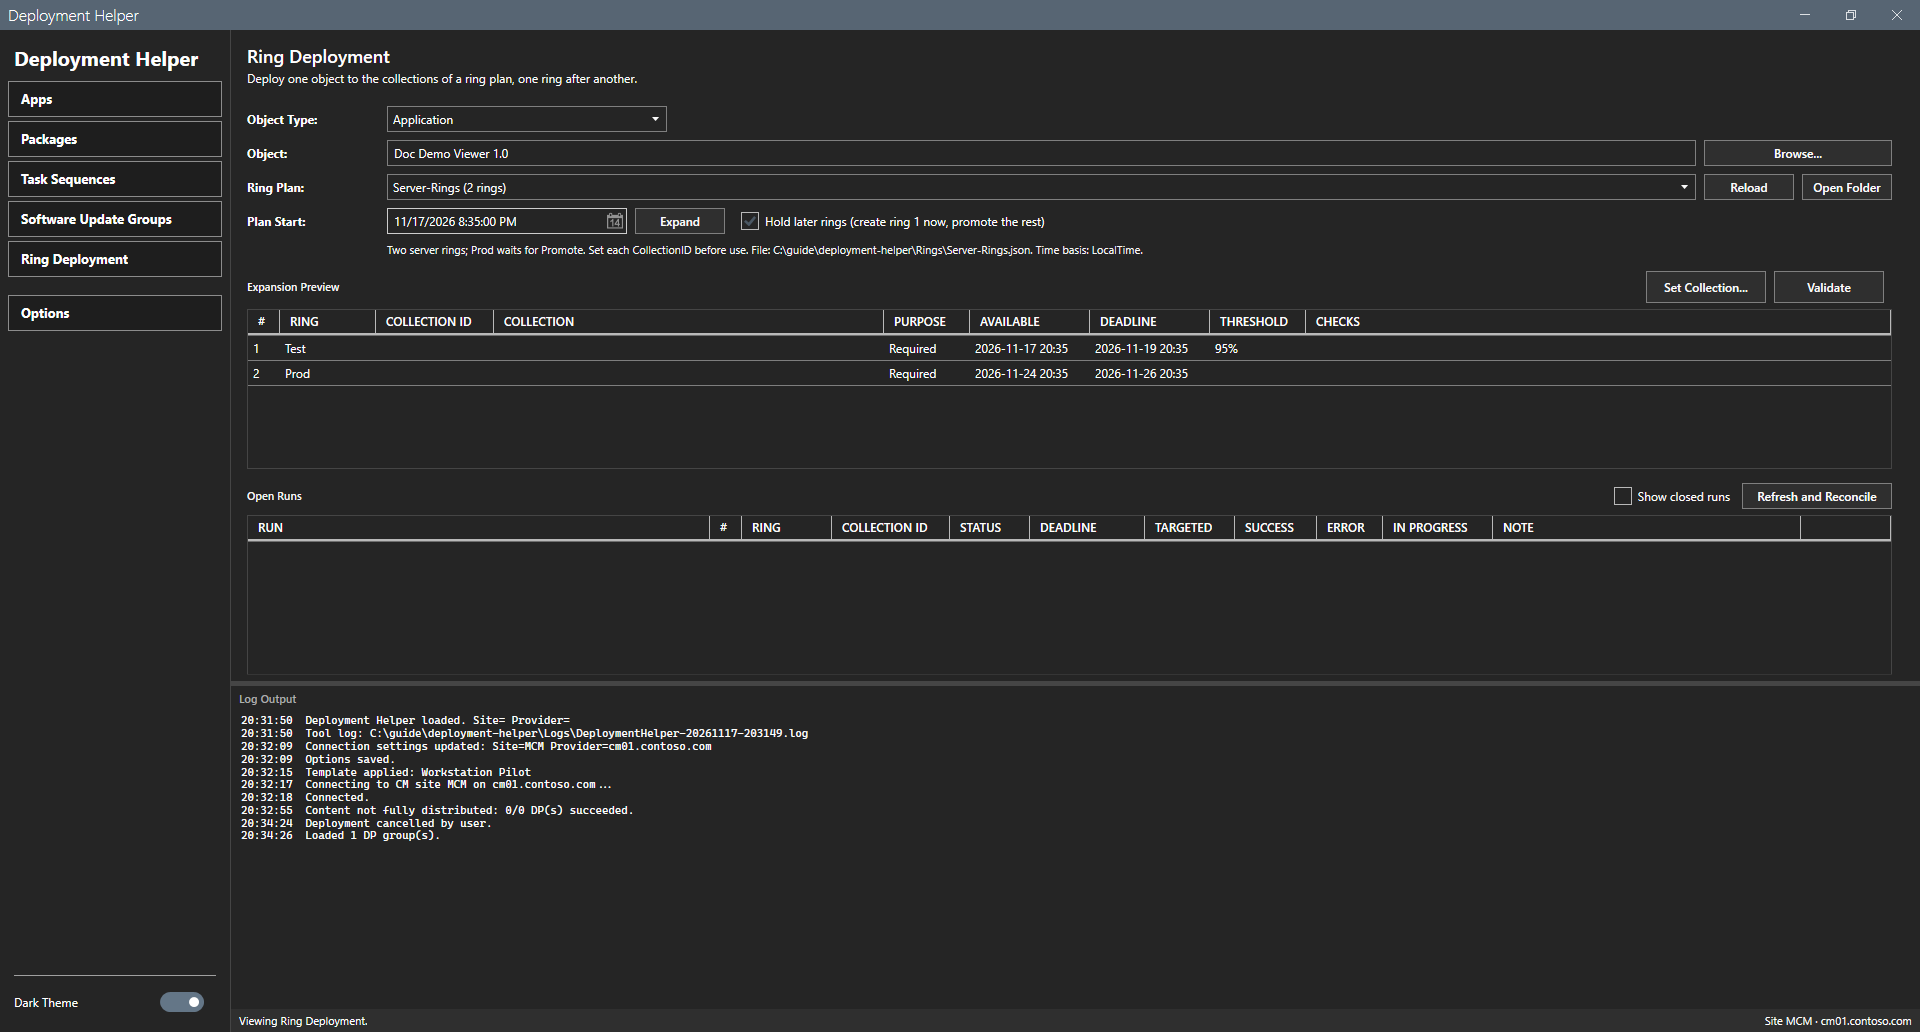 Deployment Helper
Deployment Helper
Apps
Packages
Task Sequences
Software Update Groups
Ring Deployment
Options
Dark Theme
Ring Deployment
Deploy one object to the collections of a ring plan, one ring after another.
Object Type: Application
Object: Doc Demo Viewer 1.0 Browse...
Ring Plan: Server-Rings (2 rings) Reload Open Folder
Plan Start: 11/17/2026 8:35:00 PM 14 Expand Hold later rings (create ring 1 now, promote the rest)
Two server rings; Prod waits for Promote. Set each CollectionID before use. File: C:\guide\deployment-helper\Rings\Server-Rings.json. Time basis: LocalTime.
Expansion Preview Set Collection... Validate
# RING COLLECTION ID COLLECTION PURPOSE AVAILABLE DEADLINE THRESHOLD CHECKS
1 Test Required 2026-11-17 20:35 2026-11-19 20:35 95%
2 Prod Required 2026-11-24 20:35 2026-11-26 20:35
Open Runs Show closed runs Refresh and Reconcile
RUN # RING COLLECTION ID STATUS DEADLINE TARGETED SUCCESS ERROR IN PROGRESS NOTE
Log Output
20:31:50 Deployment Helper loaded. Site= Provider=
20:31:50 Tool log: C:\guide\deployment-helper\Logs\DeploymentHelper-20261117-203149.log
20:32:09 Connection settings updated: Site=MCM Provider=cm01.contoso.com
20:32:09 Options saved.
20:32:15 Template applied: Workstation Pilot
20:32:17 Connecting to CM site MCM on cm01.contoso.com...
20:32:18 Connected.
20:32:55 Content not fully distributed: 0/0 DP(s) succeeded.
20:34:24 Deployment cancelled by user.
20:34:26 Loaded 1 DP group(s).
Viewing Ring Deployment. Site MCM · cm01.contoso.com